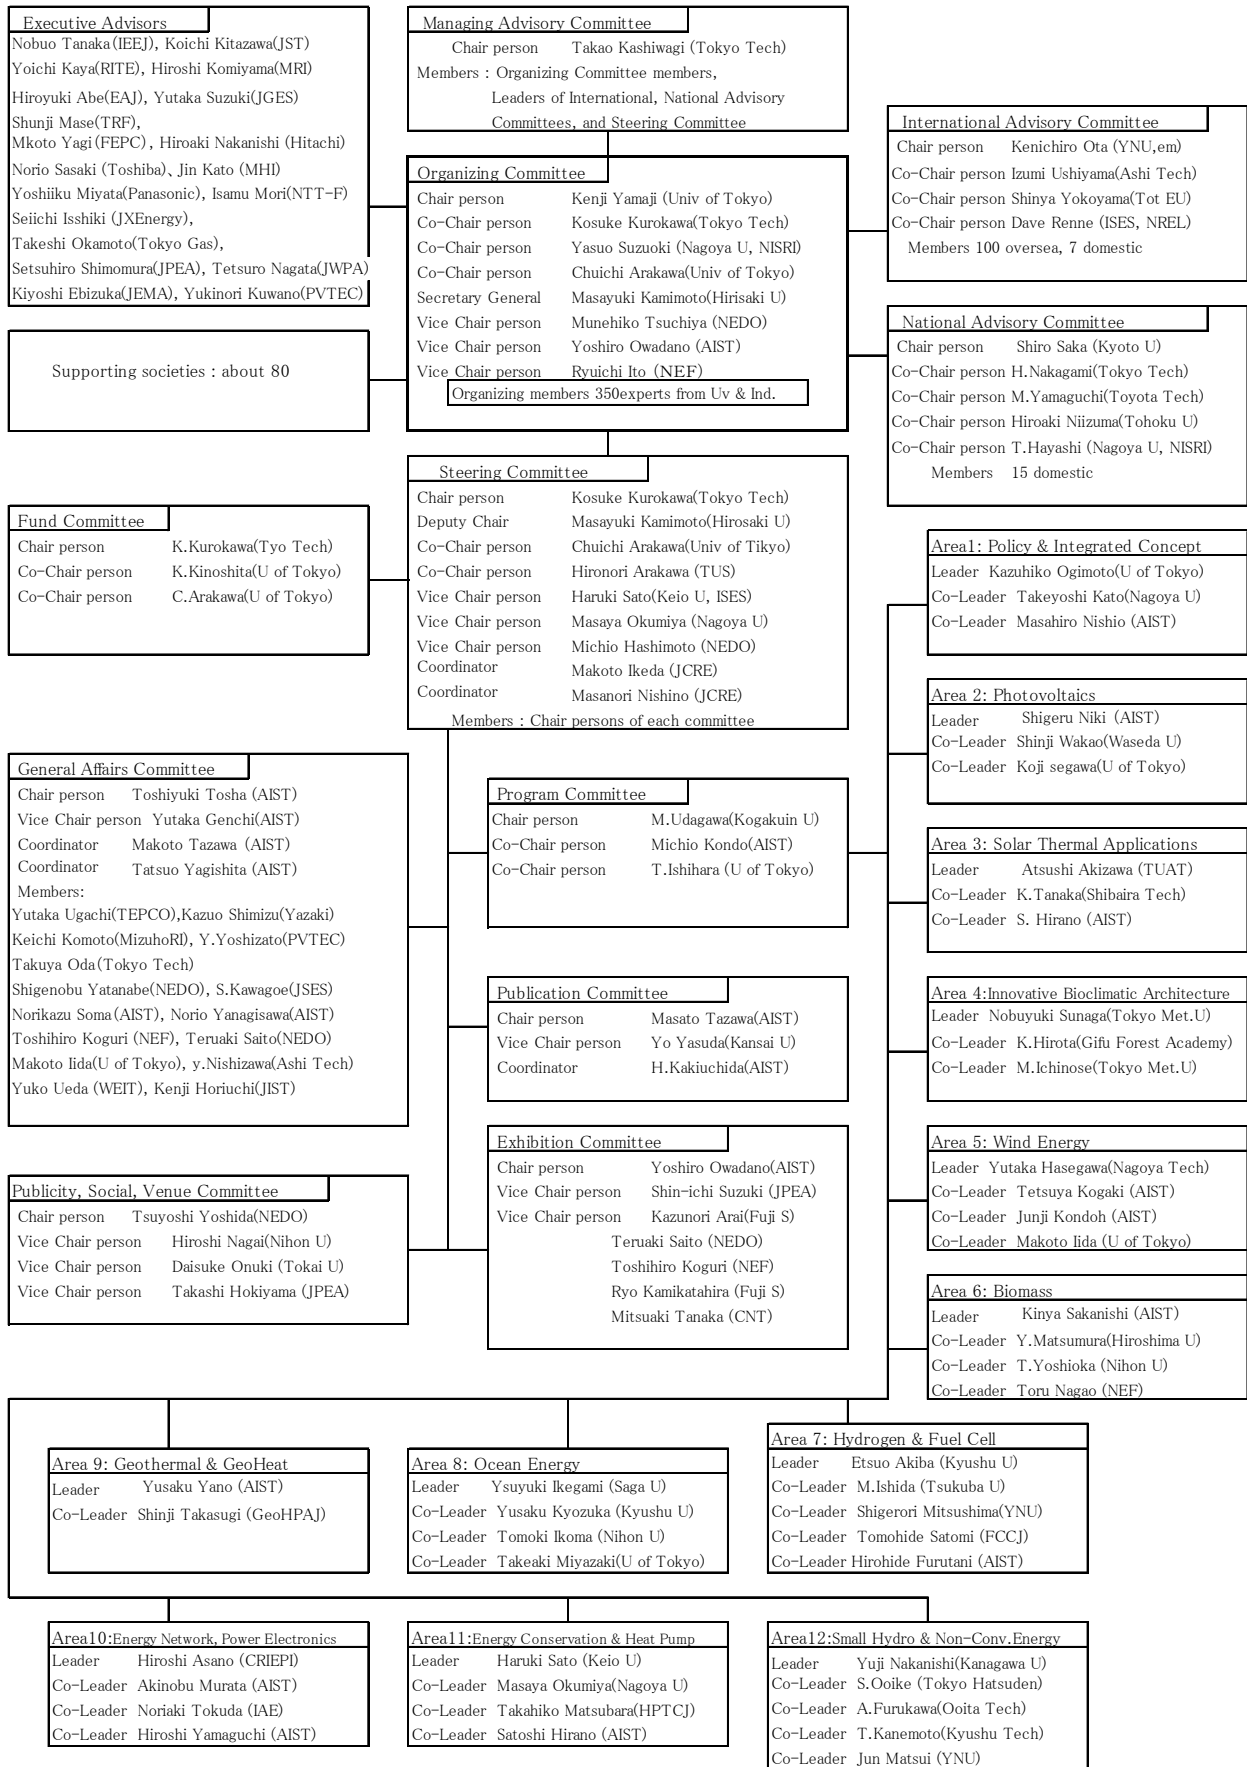 Executive Advisors
Nobuo Tanaka(IEEJ), Koichi Kitazawa(JST)
Yoichi Kaya(RITE), Hiroshi Komiyama(MRI)
Hiroyuki Abe(EAJ), Yutaka Suzuki(JGES)
Shunji Mase(TRF),
Mkoto Yagi(FEPC), Hiroaki Nakanishi (Hitachi)
Norio Sasaki (Toshiba)、Jin Kato (MHI)
Yoshiiku Miyata(Panasonic), Isamu Mori(NTT-F)
Seiichi Isshiki (JXEnergy),
Takeshi Okamoto(Tokyo Gas),
Setsuhiro Shimomura(JPEA), Tetsuro Nagata(JWPA)
Kiyoshi Ebizuka(JEMA), Yukinori Kuwano(PVTEC)
Managing Advisory Committee
Chair person Takao Kashiwagi (Tokyo Tech)
Members : Organizing Committee members,
Leaders of International, National Advisory
Committees, and Steering Committee
International Advisory Committee
Chair person Kenichiro Ota (YNU,em)
Co-Chair person Izumi Ushiyama(Ashi Tech)
Co-Chair person Shinya Yokoyama(Tot EU)
Co-Chair person Dave Renne (ISES, NREL)
Members 100 oversea, 7 domestic
Organizing Committee
Chair person Kenji Yamaji (Univ of Tokyo)
Co-Chair person Kosuke Kurokawa(Tokyo Tech)
Co-Chair person Yasuo Suzuoki (Nagoya U, NISRI)
Co-Chair person Chuichi Arakawa(Univ of Tokyo)
Secretary General Masayuki Kamimoto(Hirisaki U)
Vice Chair person Munehiko Tsuchiya (NEDO)
Vice Chair person Yoshiro Owadano (AIST)
Vice Chair person Ryuichi Ito (NEF)
Organizing members 350experts from Uv & Ind.
Supporting societies : about 80
National Advisory Committee
Chair person Shiro Saka (Kyoto U)
Co-Chair person H.Nakagami(Tokyo Tech)
Co-Chair person M.Yamaguchi(Toyota Tech)
Co-Chair person Hiroaki Niizuma(Tohoku U)
Co-Chair person T.Hayashi (Nagoya U, NISRI)
Members 15 domestic
Steering Committee
Chair person Kosuke Kurokawa(Tokyo Tech)
Deputy Chair Masayuki Kamimoto(Hirosaki U)
Co-Chair person Chuichi Arakawa(Univ of Tikyo)
Co-Chair person Hironori Arakawa (TUS)
Vice Chair person Haruki Sato(Keio U, ISES)
Vice Chair person Masaya Okumiya (Nagoya U)
Vice Chair person Michio Hashimoto (NEDO)
Coordinator Makoto Ikeda (JCRE)
Coordinator Masanori Nishino (JCRE)
Members : Chair persons of each committee
Fund Committee
Chair person K.Kurokawa(Tyo Tech)
Co-Chair person K.Kinoshita(U of Tokyo)
Co-Chair person C.Arakawa(U of Tokyo)
Area1: Policy & Integrated Concept
Leader Kazuhiko Ogimoto(U of Tokyo)
Co-Leader Takeyoshi Kato(Nagoya U)
Co-Leader Masahiro Nishio (AIST)
Area 2: Photovoltaics
Leader Shigeru Niki (AIST)
Co-Leader Shinji Wakao(Waseda U)
Co-Leader Koji segawa(U of Tokyo)
General Affairs Committee
Chair person Toshiyuki Tosha (AIST)
Vice Chair person Yutaka Genchi(AIST)
Coordinator Makoto Tazawa (AIST)
Coordinator Tatsuo Yagishita (AIST)
Members:
Yutaka Ugachi(TEPCO),Kazuo Shimizu(Yazaki)
Keichi Komoto(MizuhoRI), Y.Yoshizato(PVTEC)
Takuya Oda(Tokyo Tech)
Shigenobu Yatanabe(NEDO), S.Kawagoe(JSES)
Norikazu Soma(AIST), Norio Yanagisawa(AIST)
Toshihiro Koguri (NEF), Teruaki Saito(NEDO)
Makoto Iida(U of Tokyo), y.Nishizawa(Ashi Tech)
Yuko Ueda (WEIT), Kenji Horiuchi(JIST)
Program Committee
Chair person M.Udagawa(Kogakuin U)
Co-Chair person Michio Kondo(AIST)
Co-Chair person T.Ishihara (U of Tokyo)
Area 3: Solar Thermal Applications
Leader Atsushi Akizawa (TUAT)
Co-Leader K.Tanaka(Shibaira Tech)
Co-Leader S. Hirano (AIST)
Publication Committee
Chair person Masato Tazawa(AIST)
Vice Chair person Yo Yasuda(Kansai U)
Coordinator H.Kakiuchida(AIST)
Area 4:Innovative Bioclimatic Architecture
Leader Nobuyuki Sunaga(Tokyo Met.U)
Co-Leader K.Hirota(Gifu Forest Academy)
Co-Leader M.Ichinose(Tokyo Met.U)
Exhibition Committee
Chair person Yoshiro Owadano(AIST)
Vice Chair person Shin-ichi Suzuki (JPEA)
Vice Chair person Kazunori Arai(Fuji S)
Teruaki Saito (NEDO)
Toshihiro Koguri (NEF)
Ryo Kamikatahira (Fuji S)
Mitsuaki Tanaka (CNT)
Area 5: Wind Energy
Leader Yutaka Hasegawa(Nagoya Tech)
Co-Leader Tetsuya Kogaki (AIST)
Co-Leader Junji Kondoh (AIST)
Co-Leader Makoto Iida (U of Tokyo)
Publicity, Social, Venue Committee
Chair person Tsuyoshi Yoshida(NEDO)
Vice Chair person Hiroshi Nagai(Nihon U)
Vice Chair person Daisuke Onuki (Tokai U)
Vice Chair person Takashi Hokiyama (JPEA)
Area 6: Biomass
Leader Kinya Sakanishi (AIST)
Co-Leader Y.Matsumura(Hiroshima U)
Co-Leader T.Yoshioka (Nihon U)
Co-Leader Toru Nagao (NEF)
Area 9: Geothermal & GeoHeat
Leader Yusaku Yano (AIST)
Co-Leader Shinji Takasugi (GeoHPAJ)
Area 8: Ocean Energy
Leader Ysuyuki Ikegami (Saga U)
Co-Leader Yusaku Kyozuka (Kyushu U)
Co-Leader Tomoki Ikoma (Nihon U)
Co-Leader Takeaki Miyazaki(U of Tokyo)
Area 7: Hydrogen & Fuel Cell
Leader Etsuo Akiba (Kyushu U)
Co-Leader M.Ishida (Tsukuba U)
Co-Leader Shigerori Mitsushima(YNU)
Co-Leader Tomohide Satomi (FCCJ)
Co-Leader Hirohide Furutani (AIST)
Area10:Energy Network, Power Electronics
Leader Hiroshi Asano (CRIEPI)
Co-Leader Akinobu Murata (AIST)
Co-Leader Noriaki Tokuda (IAE)
Co-Leader Hiroshi Yamaguchi (AIST)
Area11:Energy Conservation & Heat Pump
Leader Haruki Sato (Keio U)
Co-Leader Masaya Okumiya(Nagoya U)
Co-Leader Takahiko Matsubara(HPTCJ)
Co-Leader Satoshi Hirano (AIST)
Area12:Small Hydro & Non-Conv.Energy
Leader Yuji Nakanishi(Kanagawa U)
Co-Leader S.Ooike (Tokyo Hatsuden)
Co-Leader A.Furukawa(Ooita Tech)
Co-Leader T.Kanemoto(Kyushu Tech)
Co-Leader Jun Matsui (YNU)